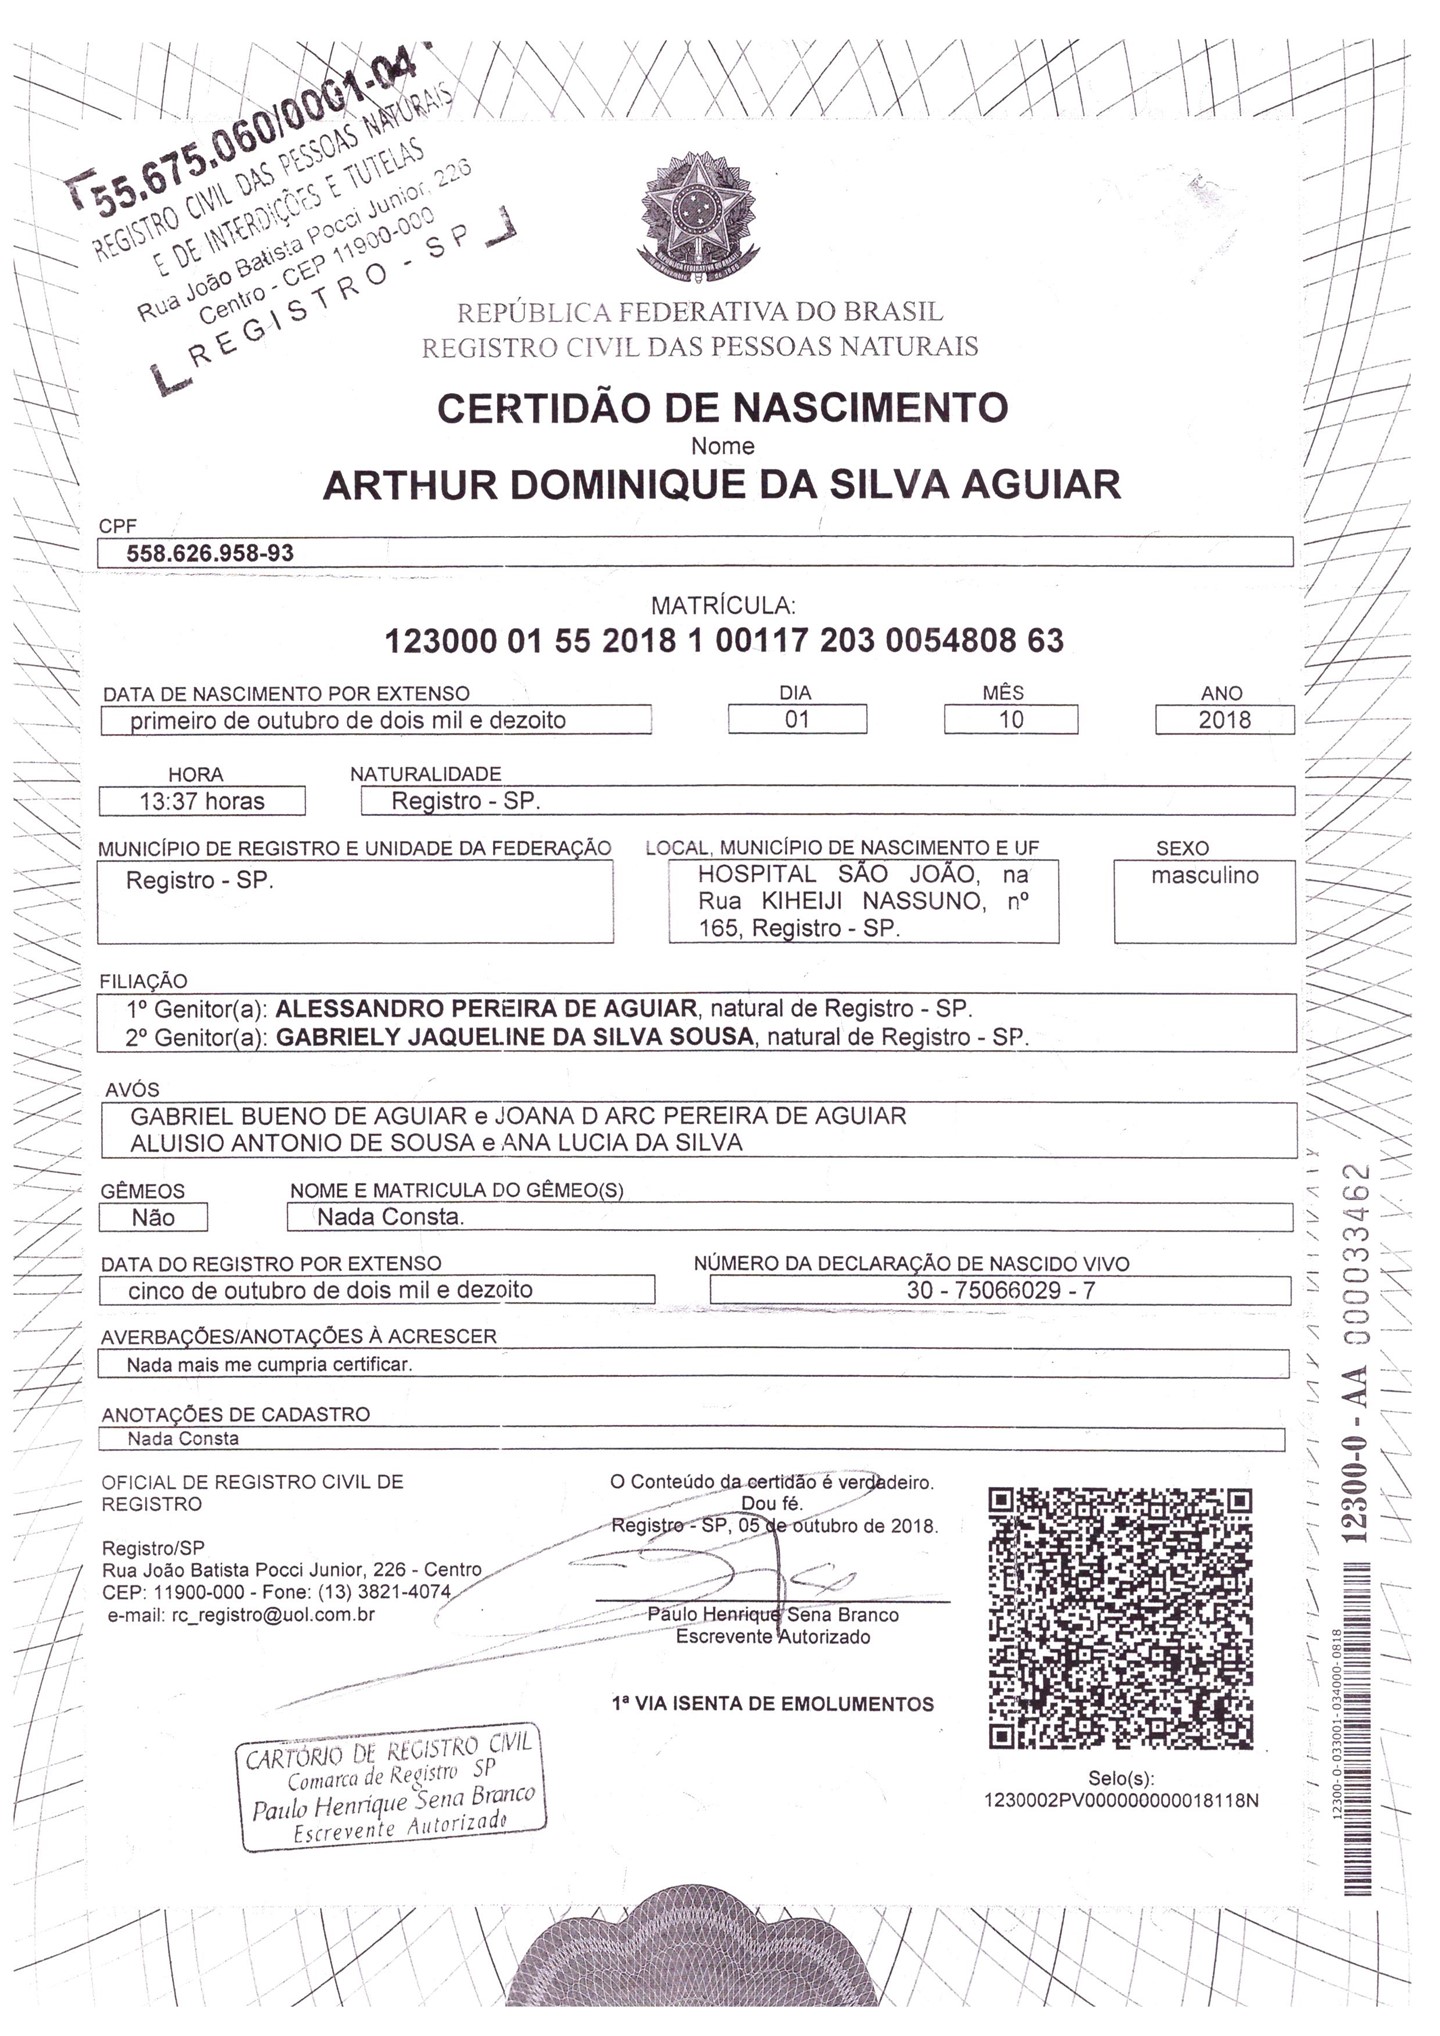 55.675.060/0001-04
REGISTRO CIVIL DAS PESSOAS NATURAIS
E DE INTERDIÇÕES E TUTELAS
Rua João Batista Pocci Junior, 226
Centro - CEP 11900-000
REGISTRO - SP
REPÚBLICA FEDERATIVA DO BRASIL
REGISTRO CIVIL DAS PESSOAS NATURAIS
CERTIDÃO DE NASCIMENTO
Nome
ARTHUR DOMINIQUE DA SILVA AGUIAR
CPF
558.626.958-93
MATRÍCULA:
123000 01 55 2018 1 00117 203 0054808 63
DATA DE NASCIMENTO POR EXTENSO DIA MÊS ANO
primeiro de outubro de dois mil e dezoito 01 10 2018
HORA NATURALIDADE
13:37 horas Registro - SP.
MUNICÍPIO DE REGISTRO E UNIDADE DA FEDERAÇÃO LOCAL, MUNICÍPIO DE NASCIMENTO E UF SEXO
Registro - SP. HOSPITAL SÃO JOÃO, na masculino
Rua KIHEIJI NASSUNO, nº
165, Registro - SP.
FILIAÇÃO
1º Genitor(a): ALESSANDRO PEREIRA DE AGUIAR, natural de Registro - SP.
2º Genitor(a): GABRIELY JAQUELINE DA SILVA SOUSA, natural de Registro - SP.
AVÓS
GABRIEL BUENO DE AGUIAR e JOANA D ARC PEREIRA DE AGUIAR
ALUISIO ANTONIO DE SOUSA e ANA LUCIA DA SILVA
GÊMEOS NOME E MATRICULA DO GÊMEO(S)
Não Nada Consta.
DATA DO REGISTRO POR EXTENSO NÚMERO DA DECLARAÇÃO DE NASCIDO VIVO
cinco de outubro de dois mil e dezoito 30 - 75066029 - 7
AVERBAÇÕES/ANOTAÇÕES À ACRESCER
Nada mais me cumpria certificar.
ANOTAÇÕES DE CADASTRO
Nada Consta
OFICIAL DE REGISTRO CIVIL DE
REGISTRO
Registro/SP
Rua João Batista Pocci Junior, 226 - Centro
CEP: 11900-000 - Fone: (13) 3821-4074
e-mail: rc_registro@uol.com.br
O Conteúdo da certidão é verdadeiro.
Dou fé.
Registro - SP, 05 de outubro de 2018.
Paulo Henrique Sena Branco
Escrevente Autorizado
1ª VIA ISENTA DE EMOLUMENTOS
CARTÓRIO DE REGISTRO CIVIL
Comarca de Registro SP
Paulo Henrique Sena Branco
Escrevente Autorizado
Selo(s):
1230002PV000000000018118N
12300-0 - AA 000033462
12300-0-033001-034000-0818